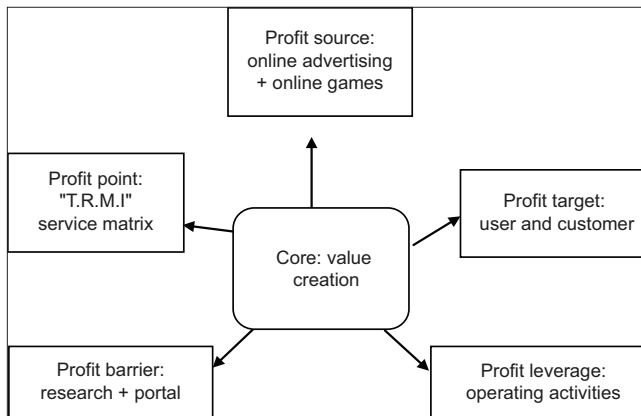 Profit source:
online advertising
+ online games
Profit point:
"T.R.M.I"
service matrix
Profit target:
user and customer
Core: value
creation
Profit barrier:
research + portal
Profit leverage:
operating activities